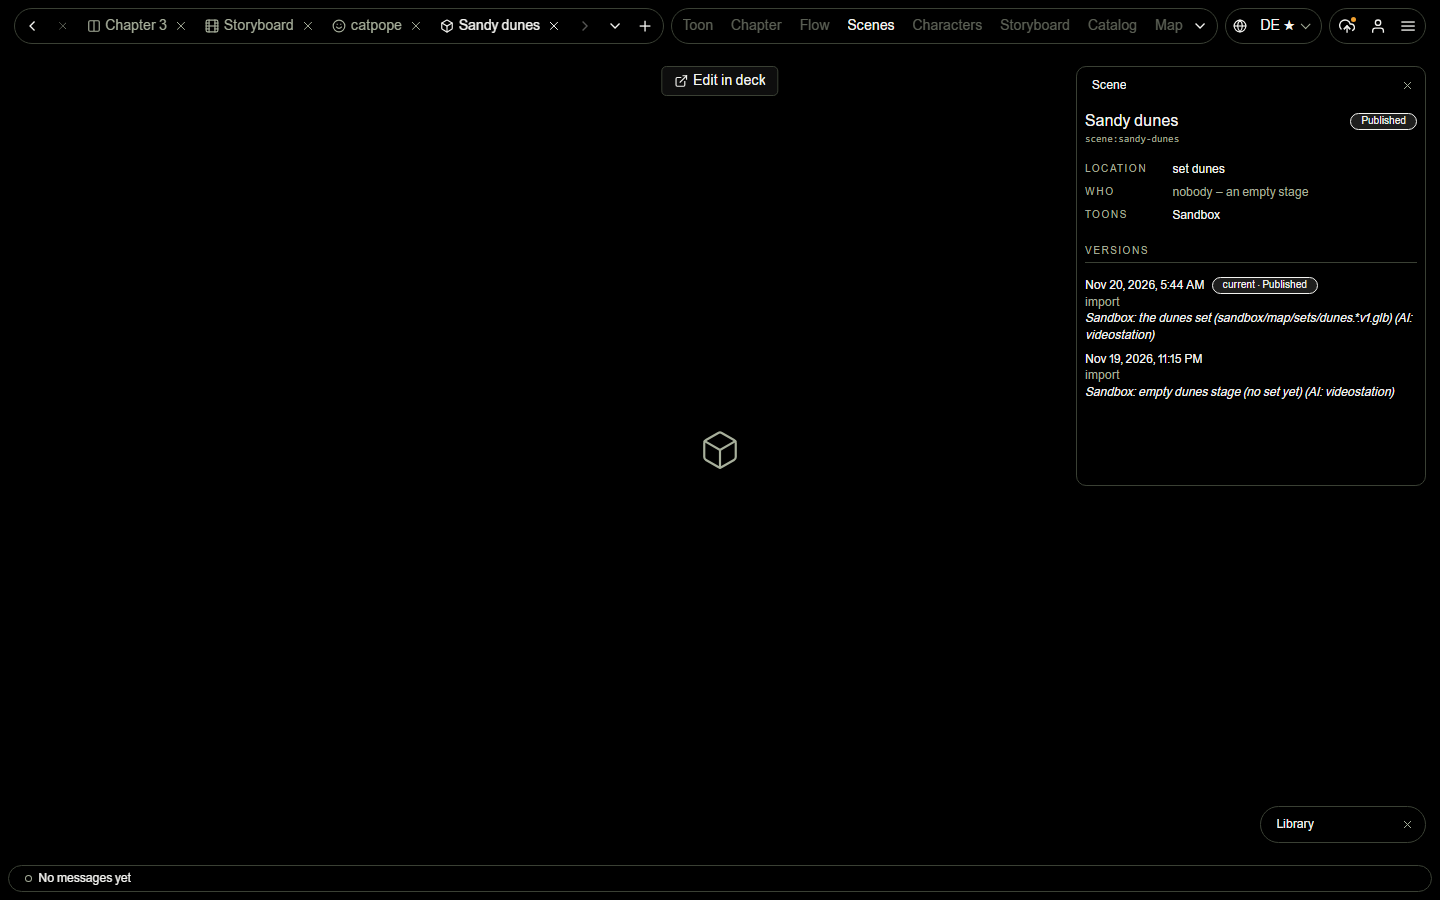 Chapter 3
Storyboard
catpope
Sandy dunes
Toon
Chapter
Flow
Scenes
Characters
Storyboard
Catalog
Map
DE ★
Edit in deck
Scene
Sandy dunes
Published
scene:sandy-dunes
LOCATION set dunes
WHO nobody – an empty stage
TOONS Sandbox
VERSIONS
Nov 20, 2026, 5:44 AM current · Published
import
Sandbox: the dunes set (sandbox/map/sets/dunes.*.v1.glb) (AI:
videostation)
Nov 19, 2026, 11:15 PM
import
Sandbox: empty dunes stage (no set yet) (AI: videostation)
Library
No messages yet